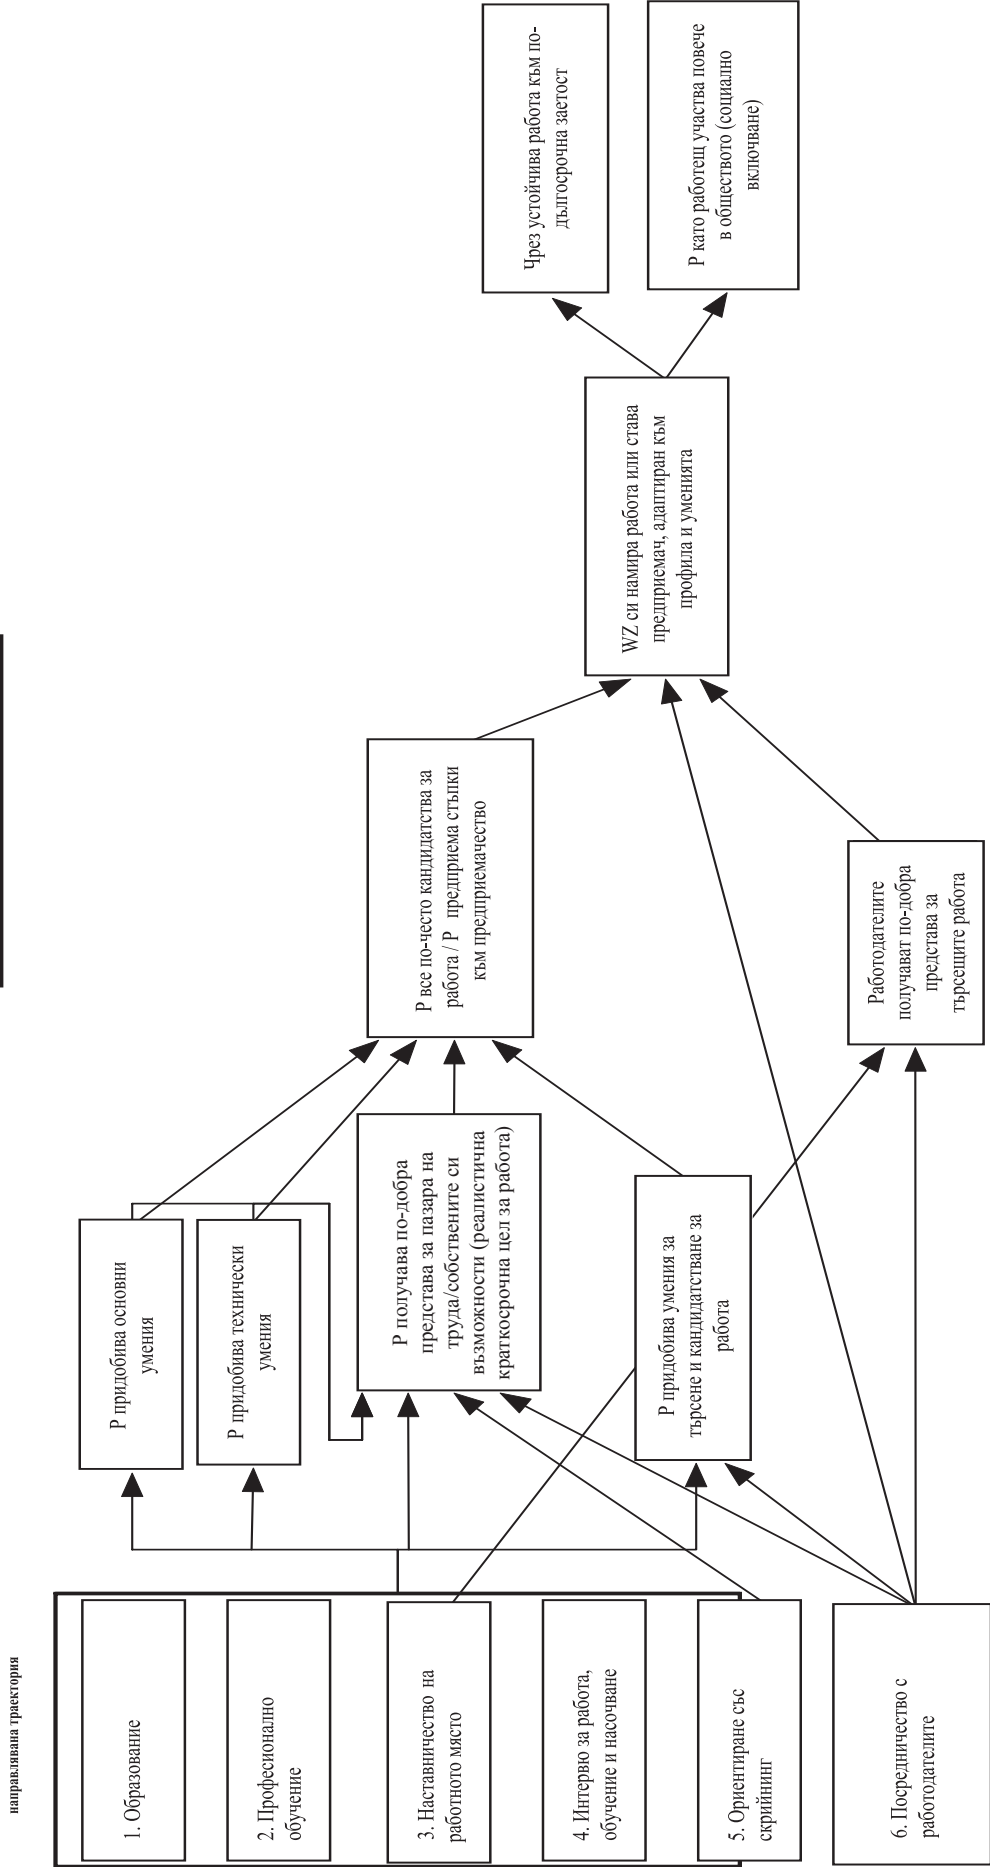 направлявана траектория
1. Образование
2. Професионално
обучение
3. Наставничество на
работното място
4. Интервю за работа,
обучение и насочване
5. Ориентиране със
скрийнинг
6. Посредничество с
работодателите
Р придобива основни
умения
Р придобива технически
умения
Р получава по-добра
представа за пазара на
труда/собствените си
възможности (реалистична
краткосрочна цел за работа)
Р придобива умения за
търсене и кандидатстване за
работа
Р все по-често кандидатства за
работа / Р предприема стъпки
към предприемачество
Работодателите
получават по-добра
представа за
търсещите работа
WZ си намира работа или става
предприемач, адаптиран към
профила и уменията
Чрез устойчива работа към по-
дългосрочна заетост
Р като работещ участва повече
в обществото (социално
включване)